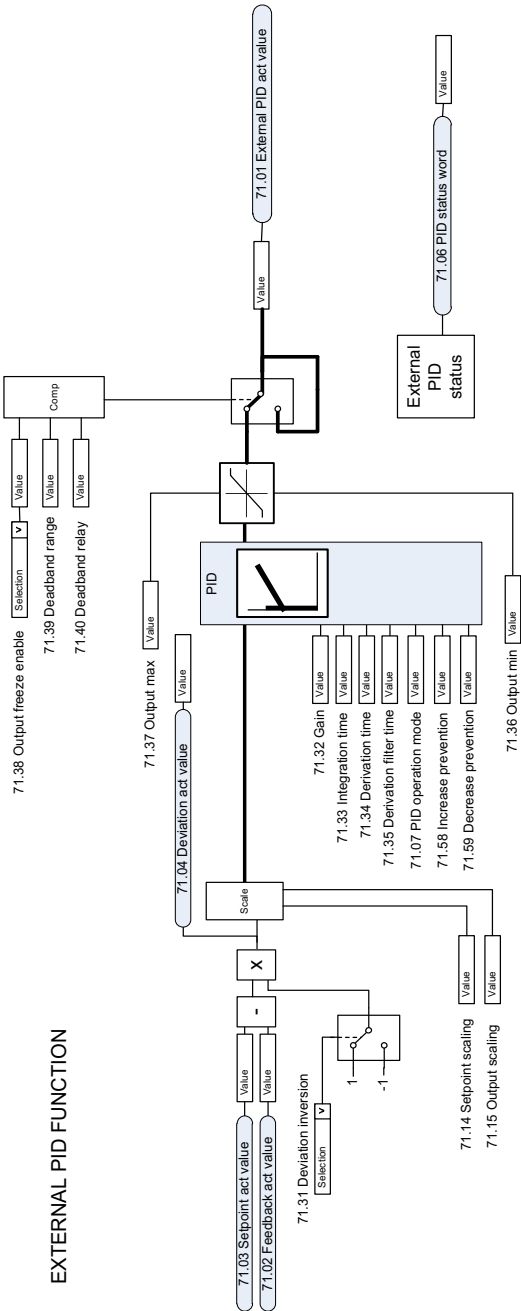 EXTERNAL PID FUNCTION
71.38 Output freeze enable
Selection
v
Value
71.39 Deadband range
Value
71.40 Deadband relay
Value
Comp
71.37 Output max
Value
71.04 Deviation act value
Value
71.03 Setpoint act value
Value
71.02 Feedback act value
Value
-
X
Scale
PID
Value
71.01 External PID act value
71.31 Deviation inversion
Selection
v
1
-1
71.32 Gain
Value
71.33 Integration time
Value
71.34 Derivation time
Value
71.35 Derivation filter time
Value
71.07 PID operation mode
Value
71.58 Increase prevention
Value
71.59 Decrease prevention
Value
71.14 Setpoint scaling
Value
71.15 Output scaling
Value
71.36 Output min
Value
External
PID
status
71.06 PID status word
Value